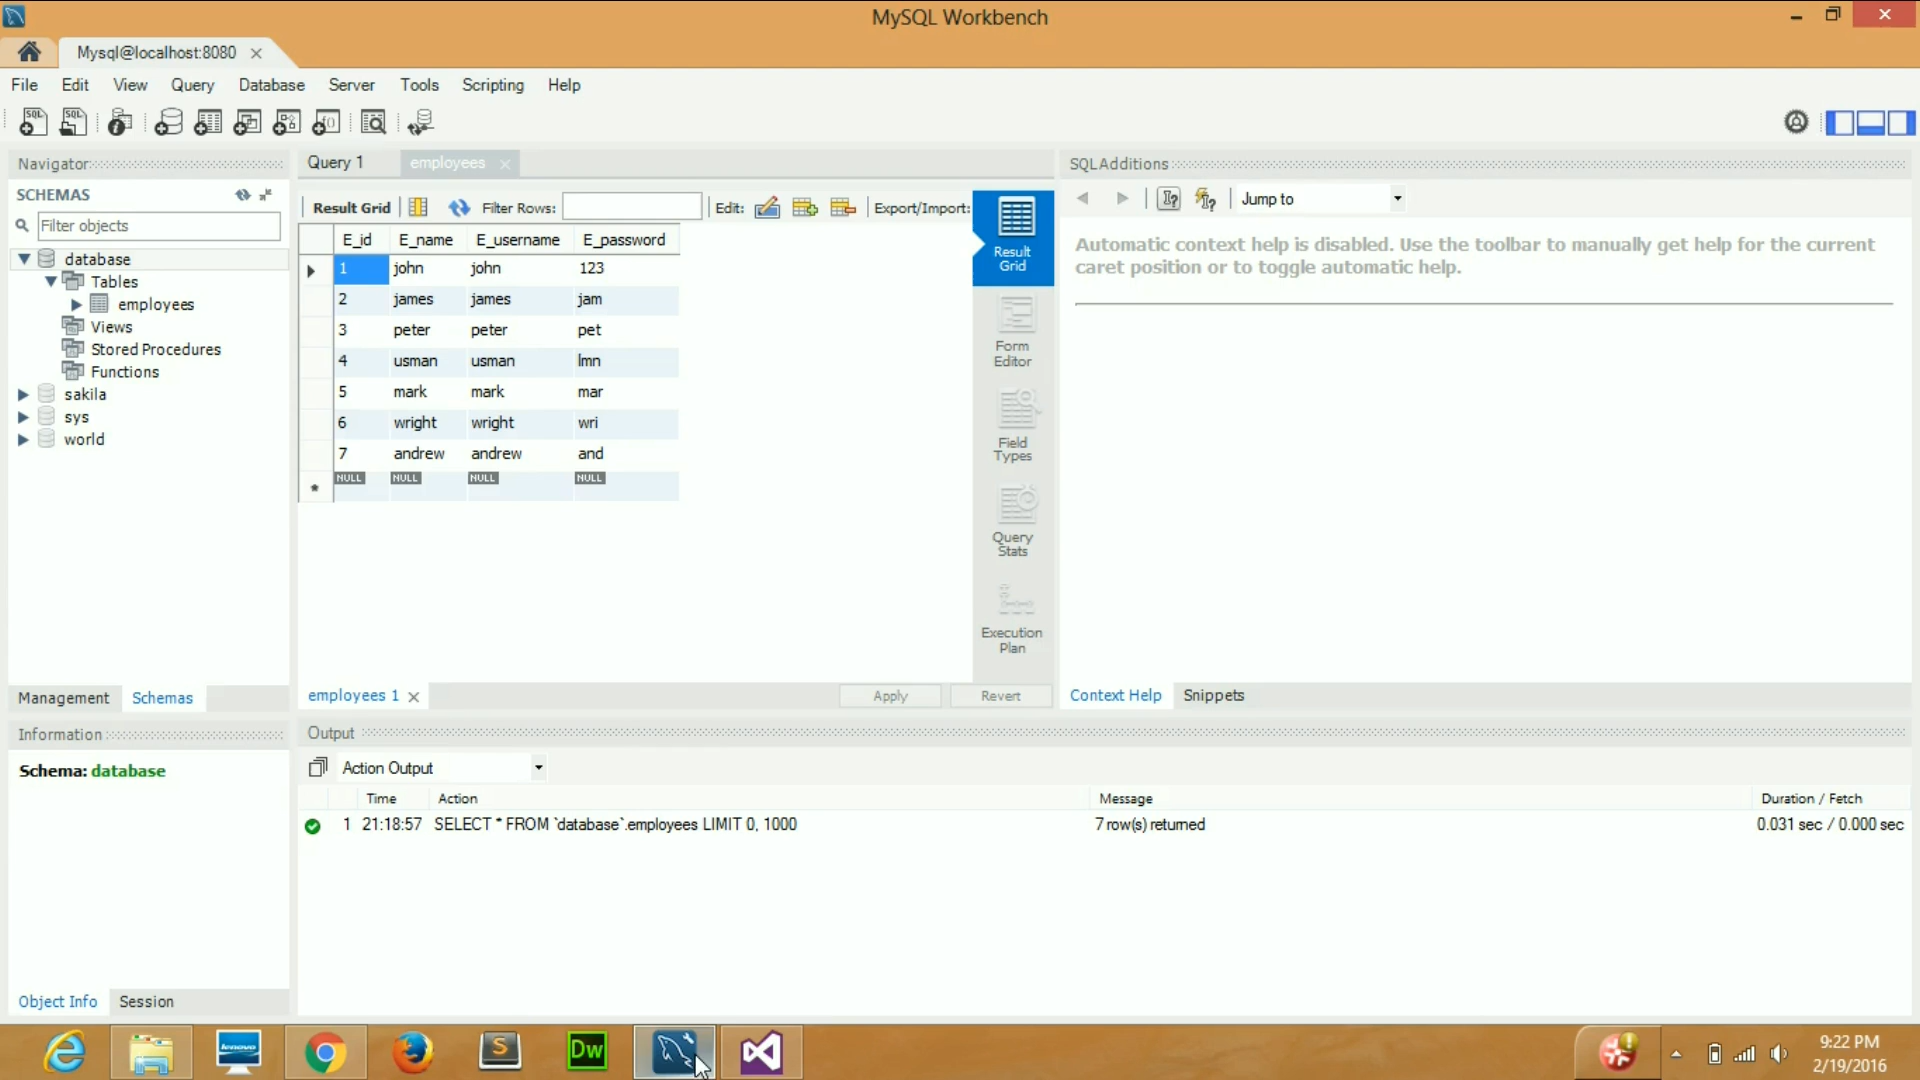 MySQL Workbench
Mysql@localhost:8080
File Edit View Query Database Server Tools Scripting Help
SQL SQL
Navigator
SCHEMAS
Filter objects
database
Tables
employees
Views
Stored Procedures
Functions
sakila
sys
world
Management Schemas
Information
Schema: database
Object Info Session
Query 1 employees
Result Grid Filter Rows: Edit: Export/Import:
E_id E_name E_username E_password
1 john john 123
2 james james jam
3 peter peter pet
4 usman usman lmn
5 mark mark mar
6 wright wright wri
7 andrew andrew and
NULL NULL NULL NULL
*
Result
Grid
Form
Editor
Field
Types
Query
Stats
Execution
Plan
employees 1 Apply Revert
SQLAdditions
Jump to
Automatic context help is disabled. Use the toolbar to manually get help for the current
caret position or to toggle automatic help.
Context Help Snippets
Output
Action Output
Time Action Message Duration / Fetch
1 21:18:57 SELECT * FROM `database`.employees LIMIT 0, 1000 7 row(s) returned 0.031 sec / 0.000 sec
lenovo
S
Dw
9:22 PM
2/19/2016